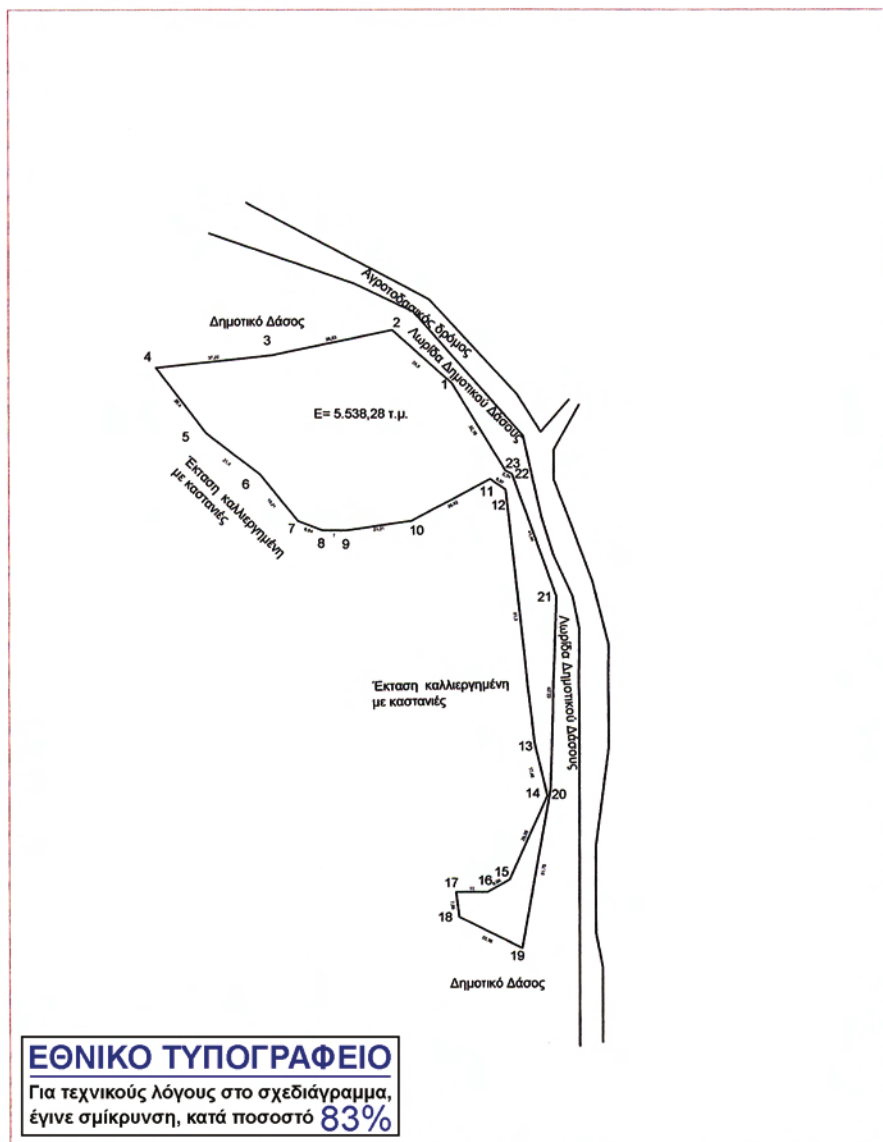 Αγροτοδασικός δρόμος
Λωρίδα Δημοτικού Δάσους
Δημοτικό Δάσος
2
3
4
1
E= 5.538,28 τ.μ.
5
6
23
22
11
12
Έκταση καλλιεργημένη
με καστανιές
7
8
9
10
21
Λωρίδα Δημοτικού Δάσους
Έκταση καλλιεργημένη
με καστανιές
13
14
20
15
16
17
18
19
Δημοτικό Δάσος
ΕΘΝΙΚΟ ΤΥΠΟΓΡΑΦΕΙΟ
Για τεχνικούς λόγους στο σχεδιάγραμμα,
έγινε σμίκρυνση, κατά ποσοστό 83%